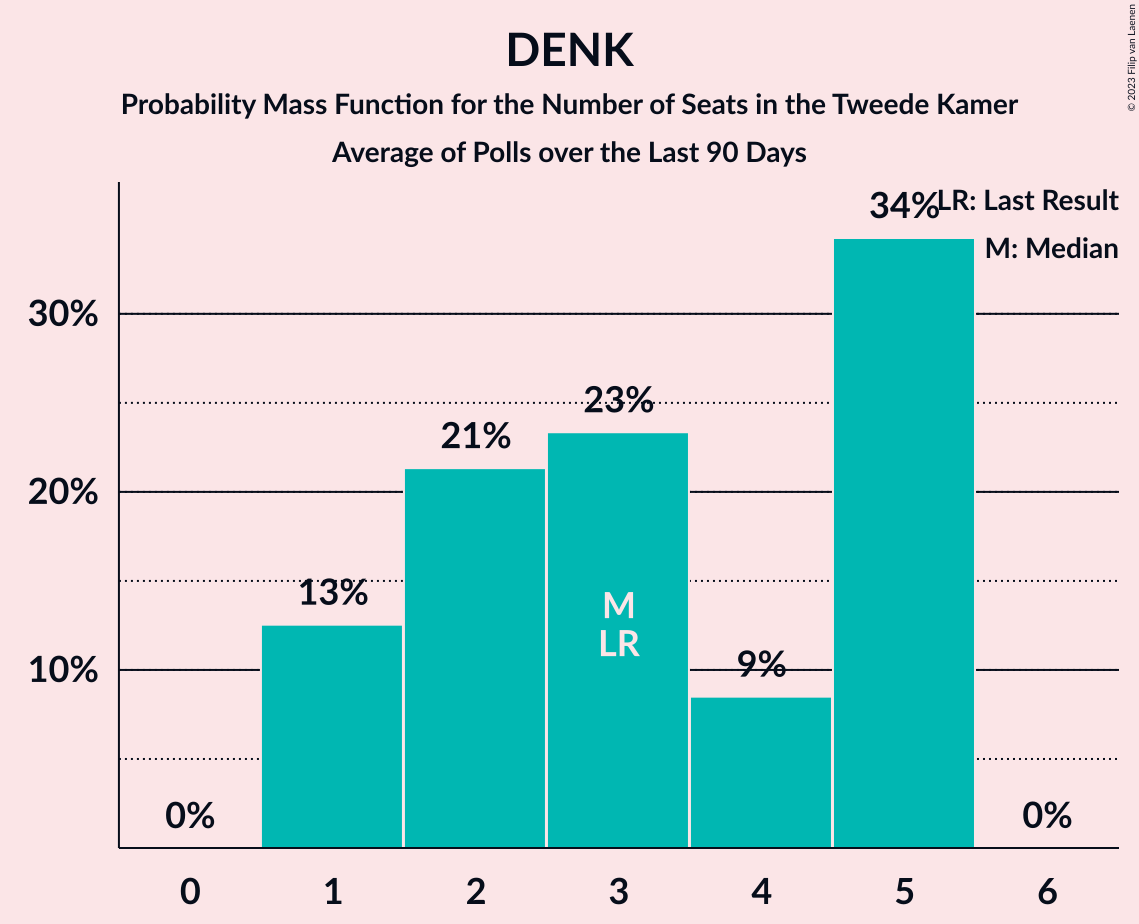 DENK
Probability Mass Function for the Number of Seats in the Tweede Kamer
Average of Polls over the Last 90 Days
© 2023 Filip van Laenen
LR: Last Result
M: Median
34%
30%
23%
21%
20%
13%
M
LR
9%
10%
0%
0%
0
1
2
3
4
5
6